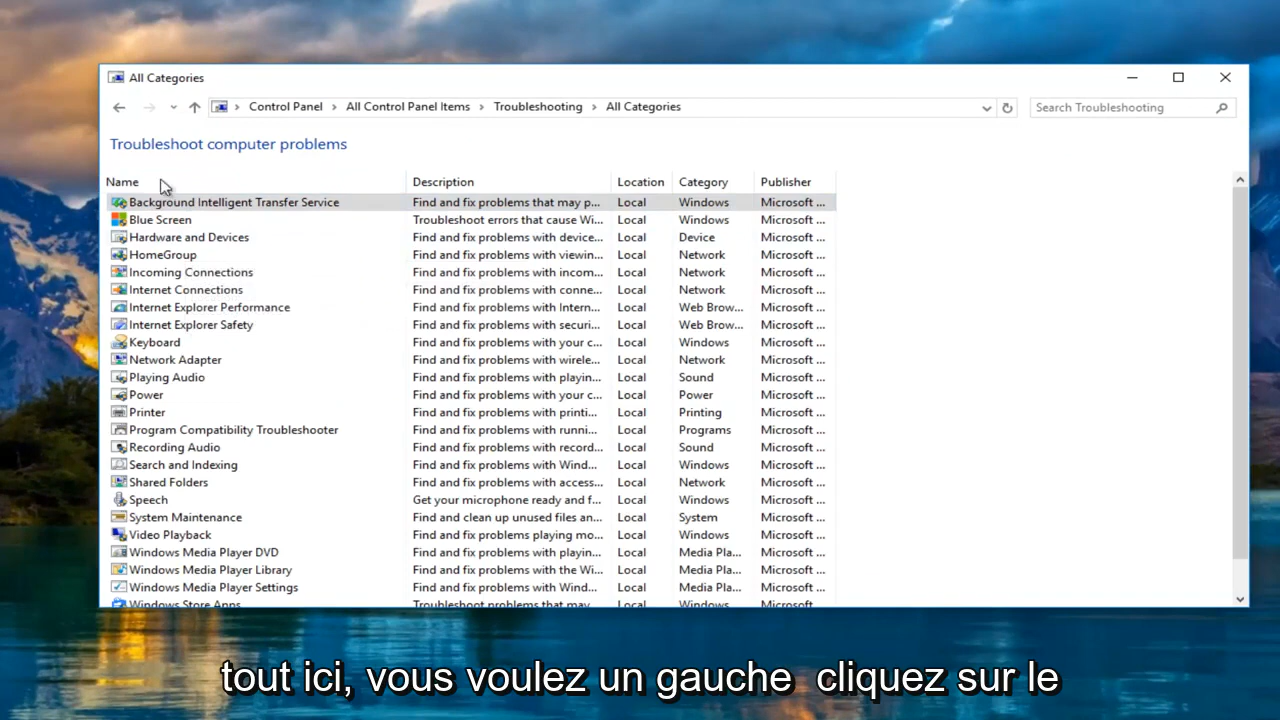 All Categories
Control Panel > All Control Panel Items > Troubleshooting > All Categories
Search Troubleshooting
Troubleshoot computer problems
Name Description Location Category Publisher
Background Intelligent Transfer Service Find and fix problems that may p... Local Windows Microsoft ...
Blue Screen Troubleshoot errors that cause Wi... Local Windows Microsoft ...
Hardware and Devices Find and fix problems with device... Local Device Microsoft ...
HomeGroup Find and fix problems with viewin... Local Network Microsoft ...
Incoming Connections Find and fix problems with incom... Local Network Microsoft ...
Internet Connections Find and fix problems with conne... Local Network Microsoft ...
Internet Explorer Performance Find and fix problems with Intern... Local Web Brow... Microsoft ...
Internet Explorer Safety Find and fix problems with securi... Local Web Brow... Microsoft ...
Keyboard Find and fix problems with your c... Local Windows Microsoft ...
Network Adapter Find and fix problems with wirele... Local Network Microsoft ...
Playing Audio Find and fix problems with playin... Local Sound Microsoft ...
Power Find and fix problems with your c... Local Power Microsoft ...
Printer Find and fix problems with printi... Local Printing Microsoft ...
Program Compatibility Troubleshooter Find and fix problems with runni... Local Programs Microsoft ...
Recording Audio Find and fix problems with record... Local Sound Microsoft ...
Search and Indexing Find and fix problems with Wind... Local Windows Microsoft ...
Shared Folders Find and fix problems with access... Local Network Microsoft ...
Speech Get your microphone ready and f... Local Windows Microsoft ...
System Maintenance Find and clean up unused files an... Local System Microsoft ...
Video Playback Find and fix problems playing mo... Local Windows Microsoft ...
Windows Media Player DVD Find and fix problems with playin... Local Media Pla... Microsoft ...
Windows Media Player Library Find and fix problems with the Wi... Local Media Pla... Microsoft ...
Windows Media Player Settings Find and fix problems with Wind... Local Media Pla... Microsoft ...
Windows Store Apps Troubleshoot problems that may Local Windows Microsoft
tout ici, vous voulez un gauche cliquez sur le